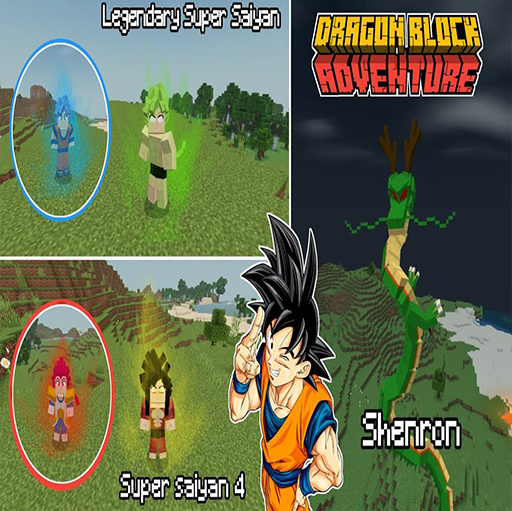 Legendary Super Saiyan
DRAGON BLOCK
ADVENTURE
Super saiyan 4
Shenron